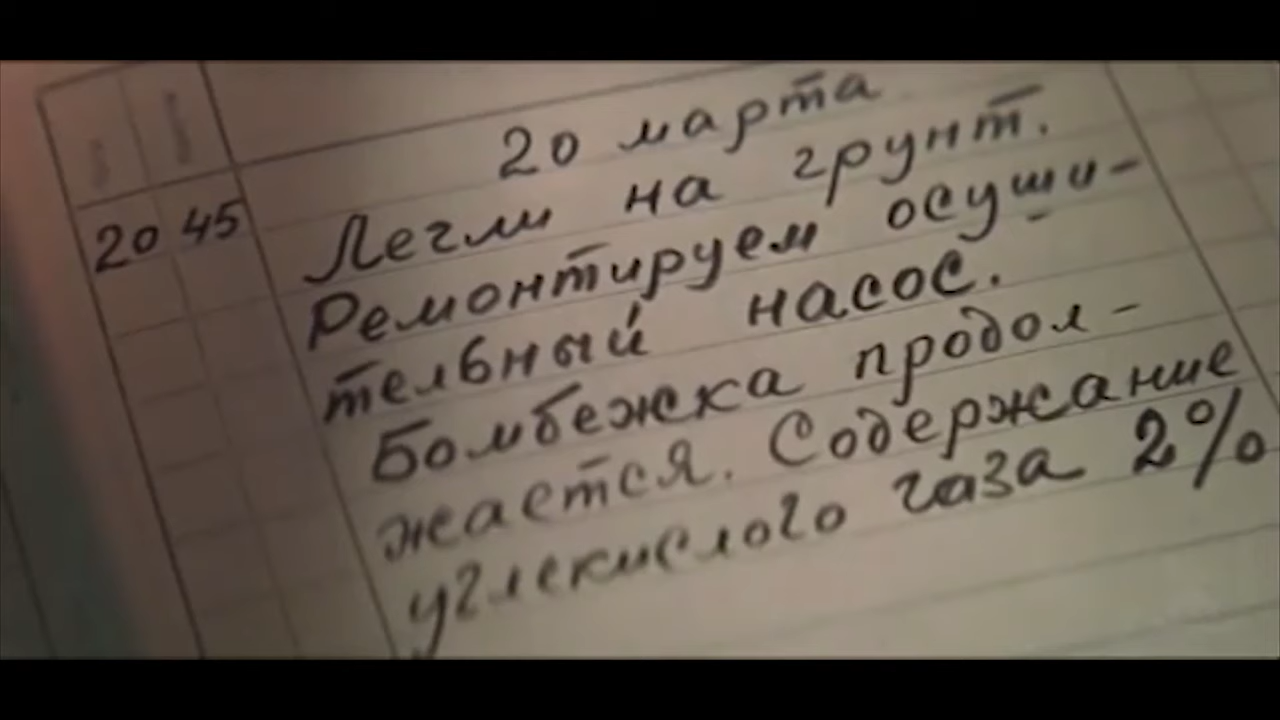 20 марта
20 45 Легли на грунт.
Ремонтируем осуши-
тельный насос.
Бомбежка продол-
жается. Содержание
углекислого газа 2%